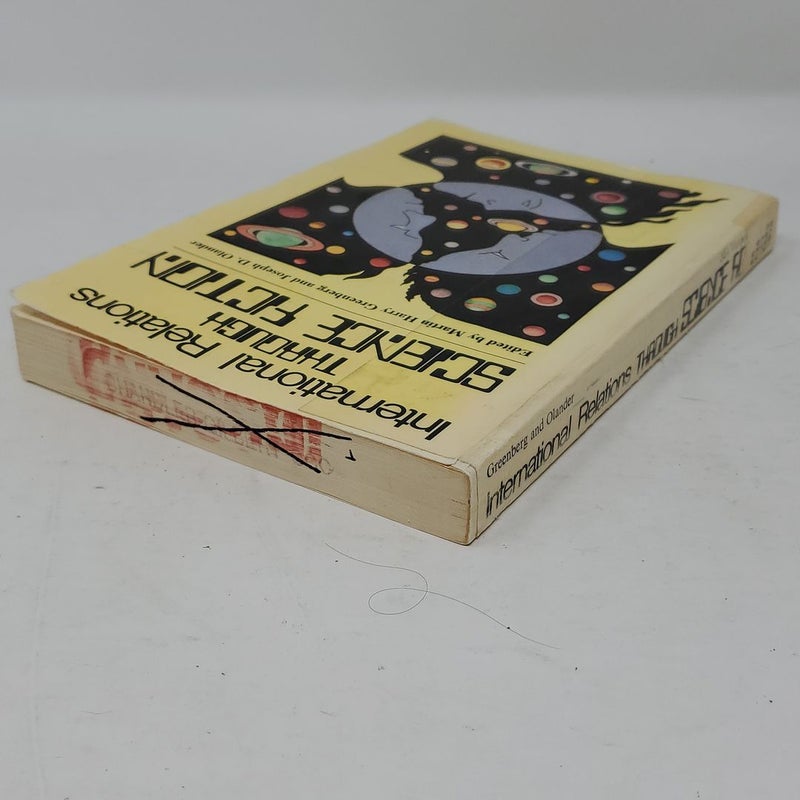 International Relations
THROUGH
SCIENCE FICTION
Edited by Martin Harry Greenberg and Joseph D. Olander
Greenberg and Olander
International Relations THROUGH SCIENCE FIC